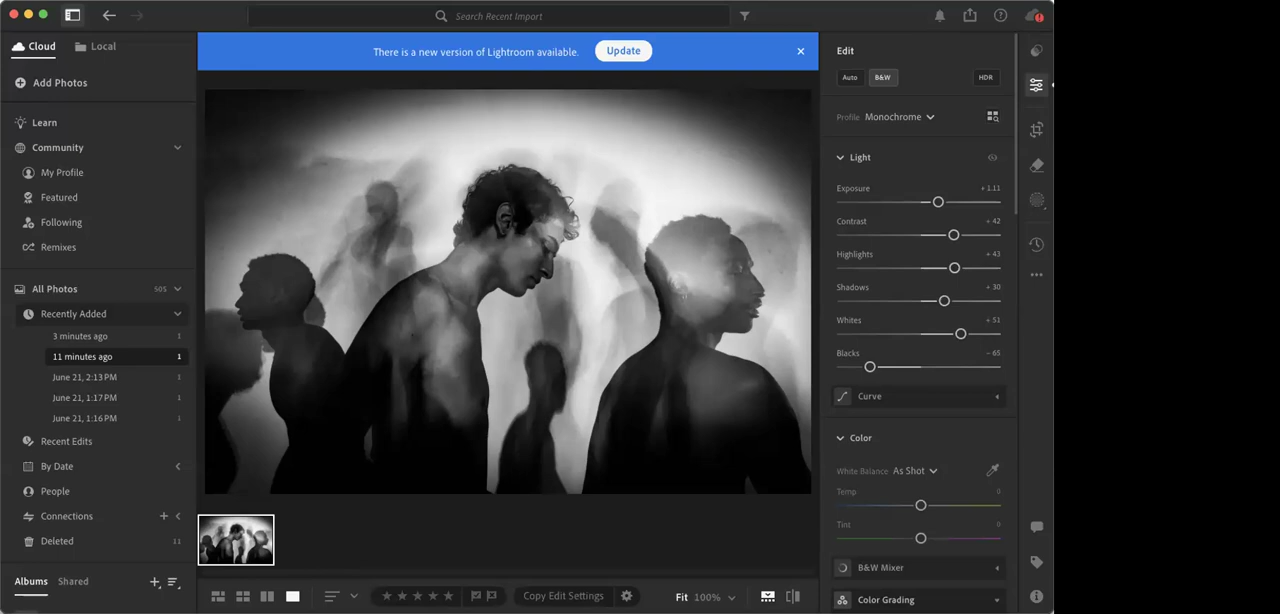 Search Recent Import
Cloud
Local
There is a new version of Lightroom available.
Update
Edit
Add Photos
Auto
B&W
HDR
Learn
Community
My Profile
Featured
Following
Remixes
Profile
Monochrome
Light
Exposure
+ 1.11
Contrast
+ 42
Highlights
+ 43
Shadows
+ 30
Whites
+ 51
Blacks
- 65
Curve
All Photos
505
Recently Added
3 minutes ago
1
11 minutes ago
1
June 21, 2:13 PM
1
June 21, 1:17 PM
1
June 21, 1:16 PM
1
Recent Edits
By Date
People
Connections
Deleted
11
Color
White Balance
As Shot
Temp
0
Tint
0
B&W Mixer
Color Grading
Albums
Shared
Copy Edit Settings
Fit
100%